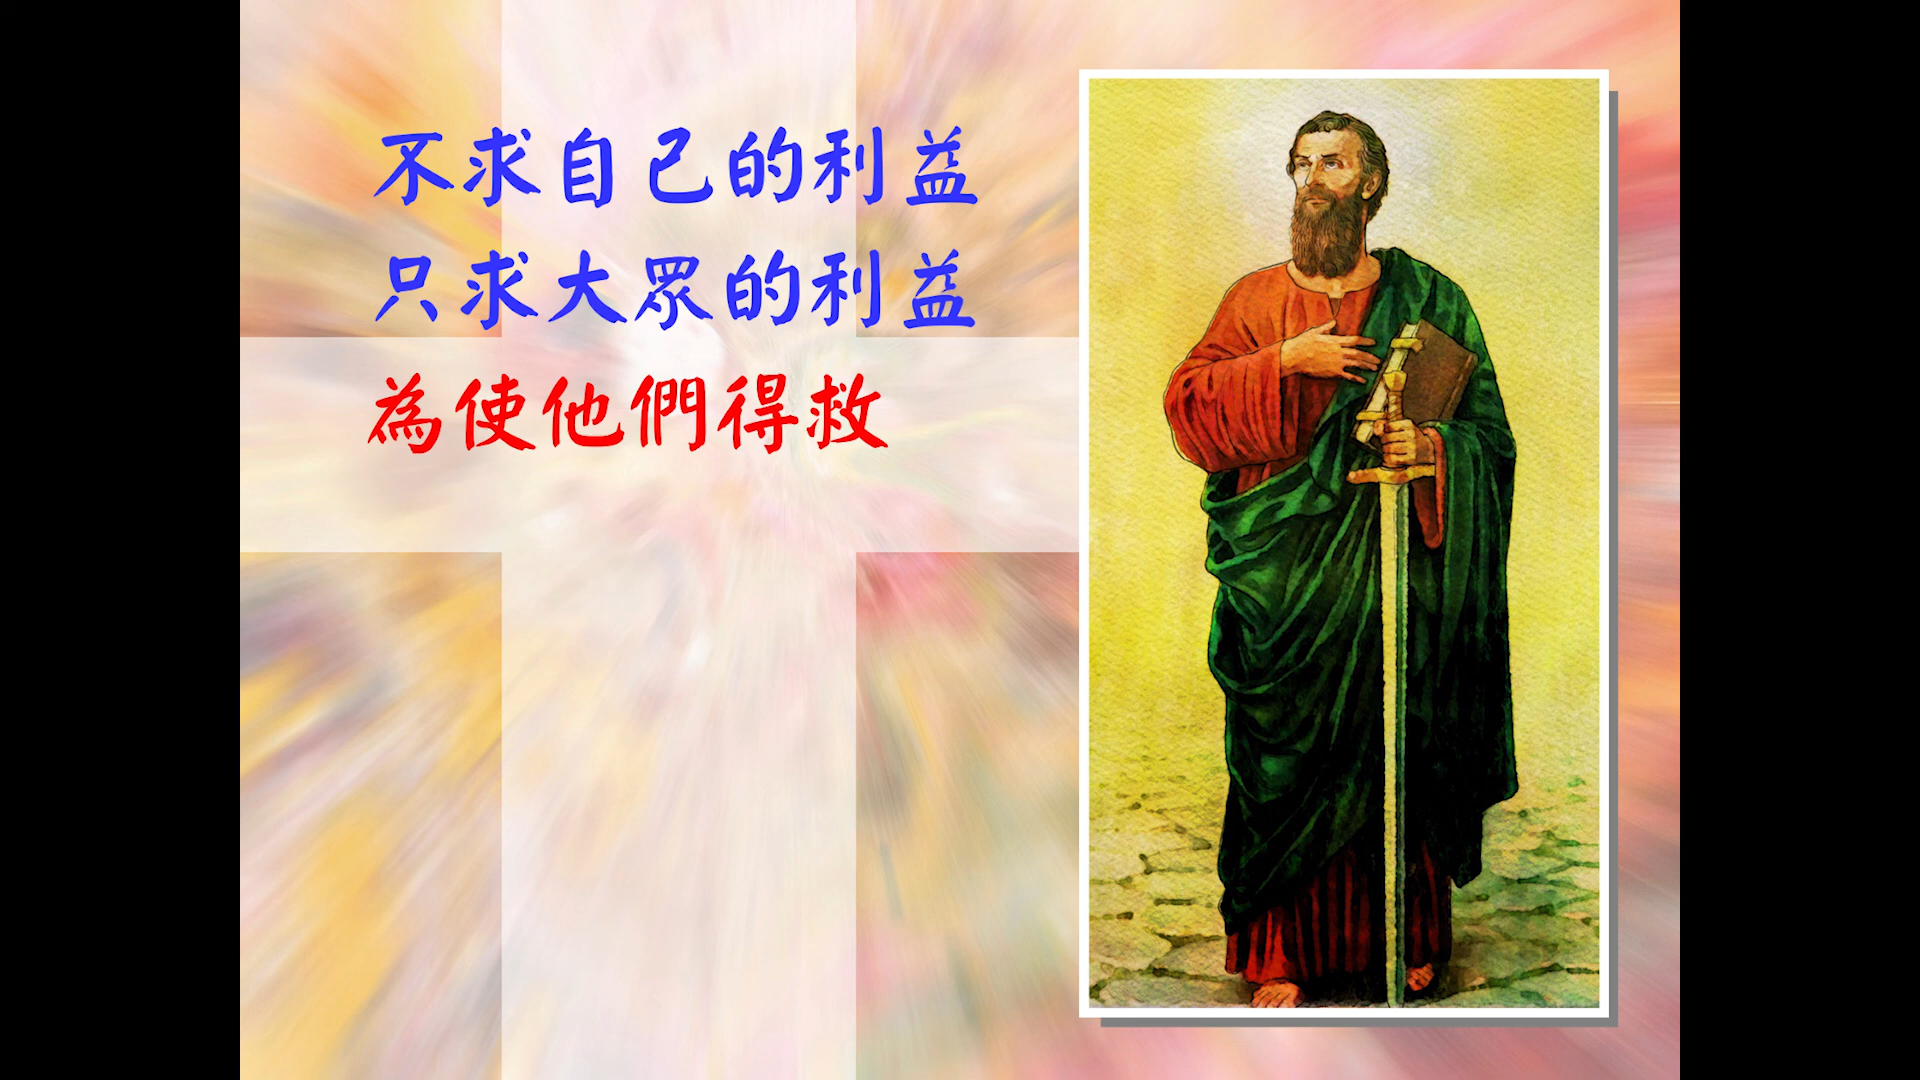 不求自己的利益
只求大眾的利益
為使他們得救